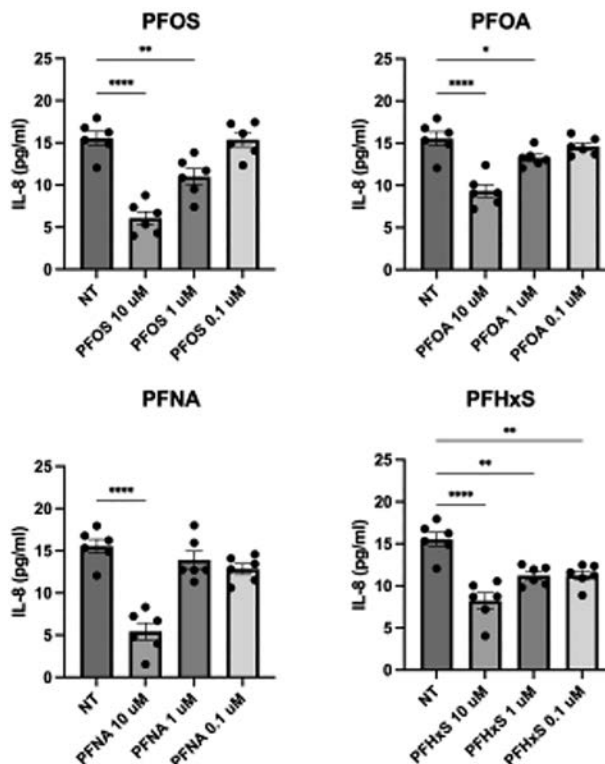 PFOS
**
****
25
20
15
10
5
0
IL-8 (pg/ml)
NT
PFOS 10 uM
PFOS 1 uM
PFOS 0.1 uM
PFOA
*
****
25
20
15
10
5
0
IL-8 (pg/ml)
NT
PFOA 10 uM
PFOA 1 uM
PFOA 0.1 uM
PFNA
****
25
20
15
10
5
0
IL-8 (pg/ml)
NT
PFNA 10 uM
PFNA 1 uM
PFNA 0.1 uM
PFHxS
**
**
****
25
20
15
10
5
0
IL-8 (pg/ml)
NT
PFHxS 10 uM
PFHxS 1 uM
PFHxS 0.1 uM